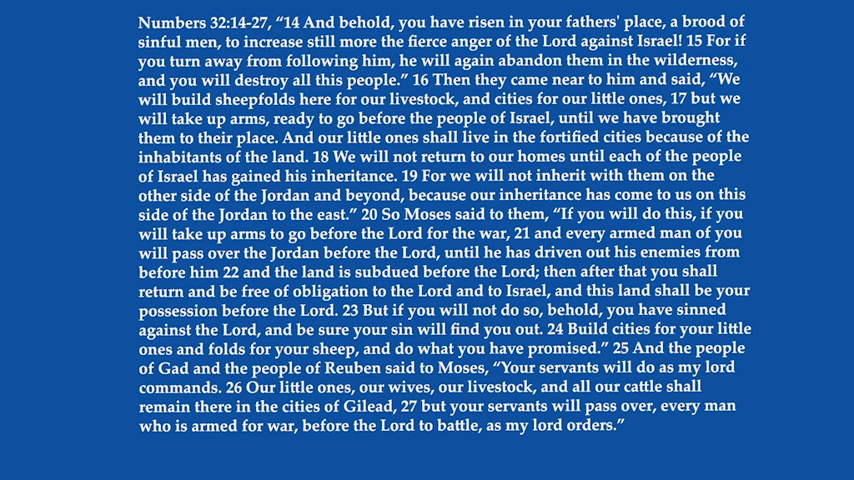 Numbers 32:14-27, “14 And behold, you have risen in your fathers' place, a brood of
sinful men, to increase still more the fierce anger of the Lord against Israel! 15 For if
you turn away from following him, he will again abandon them in the wilderness,
and you will destroy all this people.” 16 Then they came near to him and said, “We
will build sheepfolds here for our livestock, and cities for our little ones, 17 but we
will take up arms, ready to go before the people of Israel, until we have brought
them to their place. And our little ones shall live in the fortified cities because of the
inhabitants of the land. 18 We will not return to our homes until each of the people
of Israel has gained his inheritance. 19 For we will not inherit with them on the
other side of the Jordan and beyond, because our inheritance has come to us on this
side of the Jordan to the east.” 20 So Moses said to them, “If you will do this, if you
will take up arms to go before the Lord for the war, 21 and every armed man of you
will pass over the Jordan before the Lord, until he has driven out his enemies from
before him 22 and the land is subdued before the Lord; then after that you shall
return and be free of obligation to the Lord and to Israel, and this land shall be your
possession before the Lord. 23 But if you will not do so, behold, you have sinned
against the Lord, and be sure your sin will find you out. 24 Build cities for your little
ones and folds for your sheep, and do what you have promised.” 25 And the people
of Gad and the people of Reuben said to Moses, “Your servants will do as my lord
commands. 26 Our little ones, our wives, our livestock, and all our cattle shall
remain there in the cities of Gilead, 27 but your servants will pass over, every man
who is armed for war, before the Lord to battle, as my lord orders.”